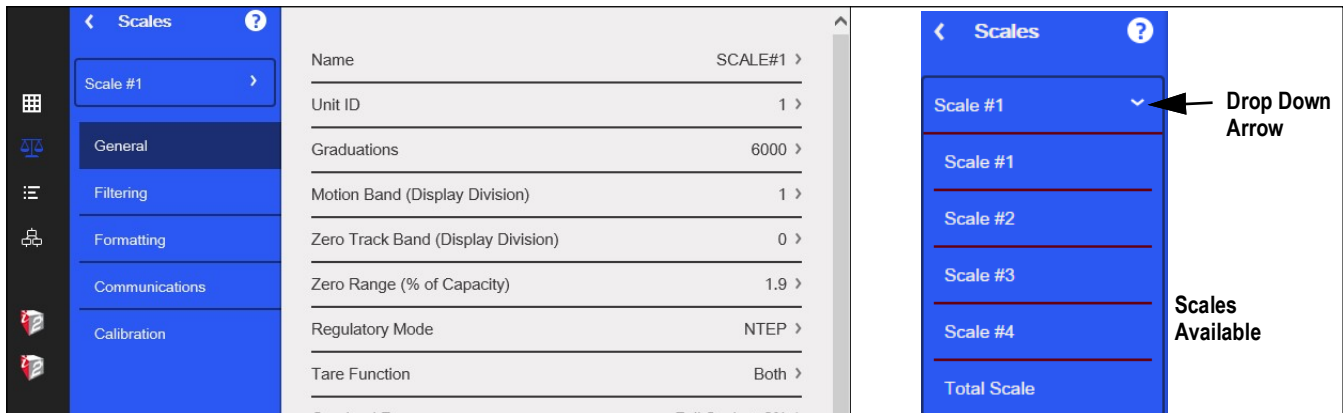 Scales ?
Scale #1
General
Filtering
Formatting
Communications
Calibration
Name SCALE#1
Unit ID 1
Graduations 6000
Motion Band (Display Division) 1
Zero Track Band (Display Division) 0
Zero Range (% of Capacity) 1.9
Regulatory Mode NTEP
Tare Function Both
Scales ?
Scale #1
Scale #1
Scale #2
Scale #3
Scale #4
Total Scale
Drop Down
Arrow
Scales
Available